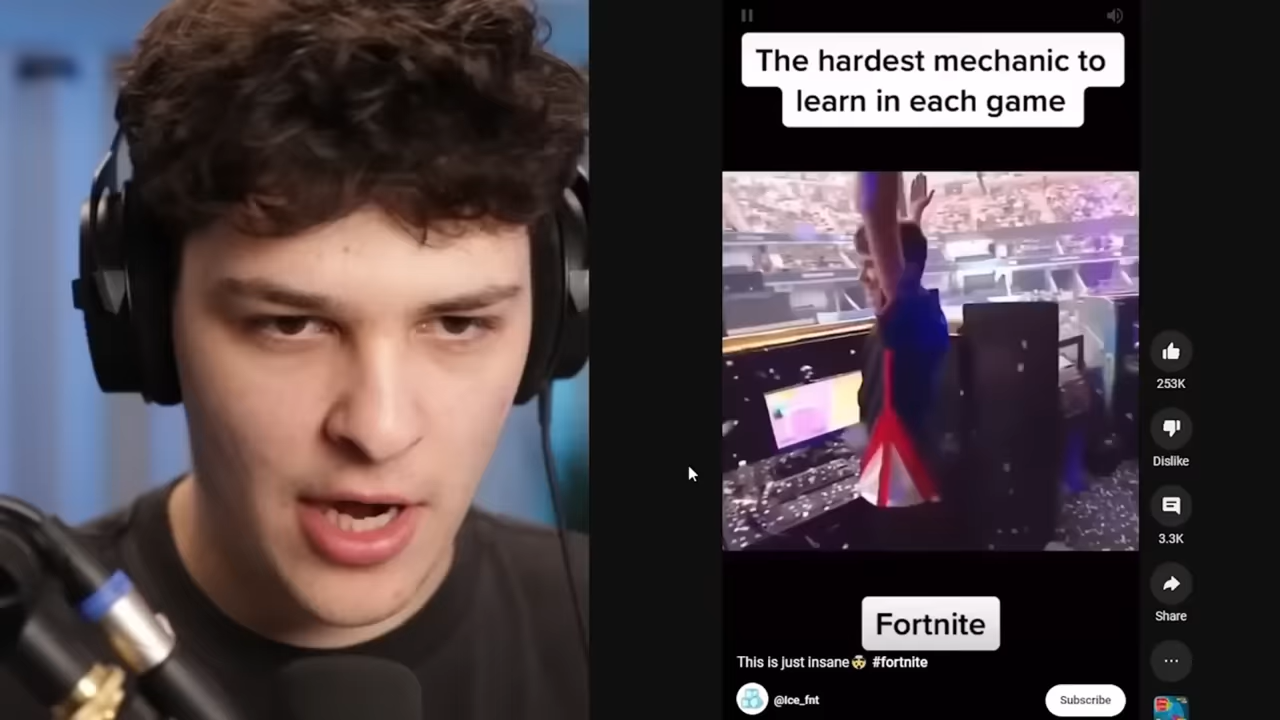 The hardest mechanic to
learn in each game
253K
Dislike
3.3K
Share
Fortnite
This is just insane🤯 #fortnite
@Ice_fnt
Subscribe